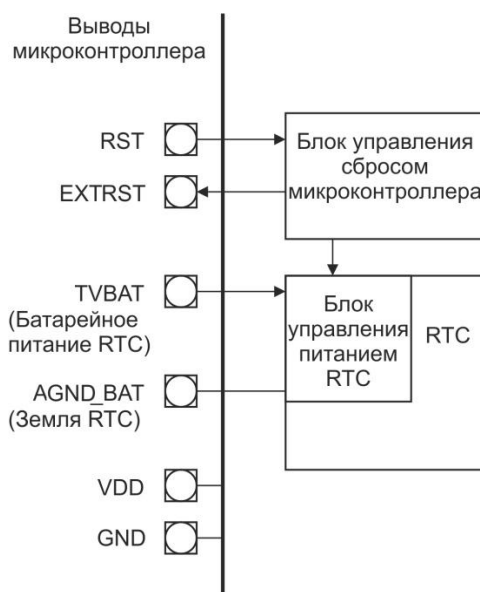 Выводы
микроконтроллера
RST
EXTRST
Блок управления
сбросом
микроконтроллера
TVBAT
(Батарейное
питание RTC)
AGND_BAT
(Земля RTC)
Блок
управления
питанием
RTC
RTC
VDD
GND